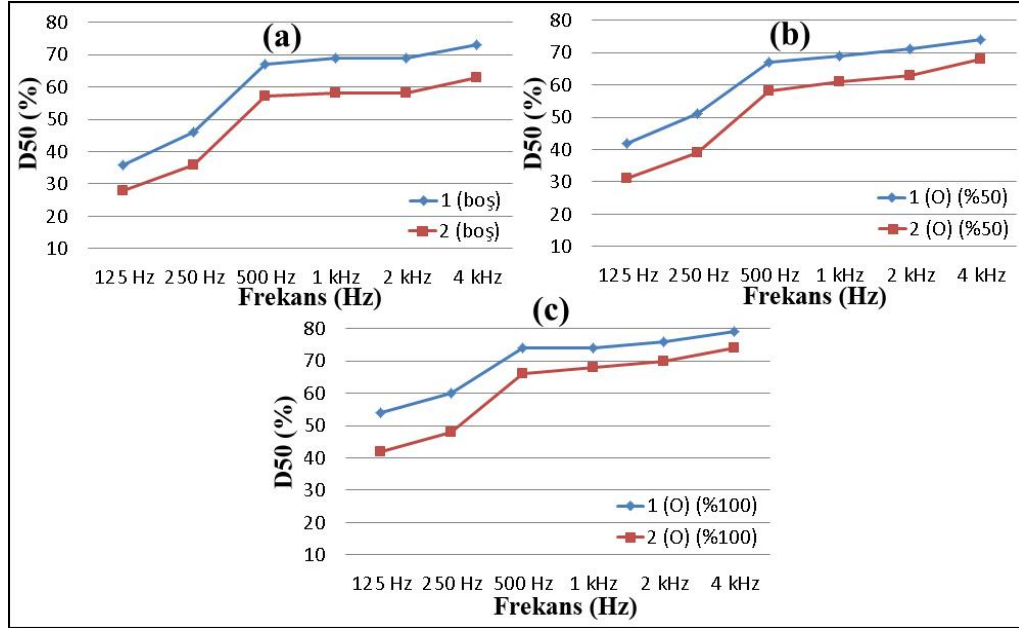 (a)
D50 (%)
80
70
60
50
40
30
20
10
1 (boş)
2 (boş)
125 Hz 250 Hz 500 Hz 1 kHz 2 kHz 4 kHz
Frekans (Hz)
(b)
D50 (%)
80
70
60
50
40
30
20
10
1 (O) (%50)
2 (O) (%50)
125 Hz 250 Hz 500 Hz 1 kHz 2 kHz 4 kHz
Frekans (Hz)
(c)
D50 (%)
80
70
60
50
40
30
20
10
1 (O) (%100)
2 (O) (%100)
125 Hz 250 Hz 500 Hz 1 kHz 2 kHz 4 kHz
Frekans (Hz)